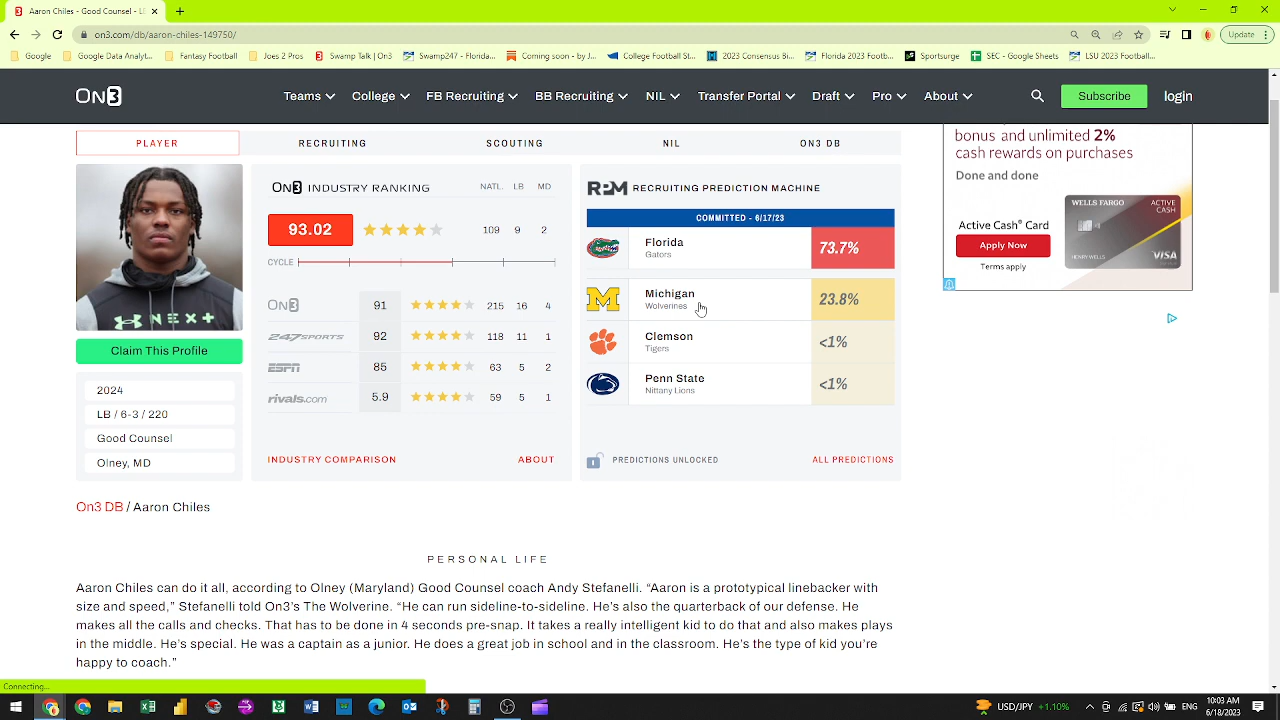 Aaron Chiles - Good Counsel - LB
on3.com/db/aaron-chiles-149750/
Update
Google
Google Data Analyt...
Fantasy Football
Joes 2 Pros
Swamp Talk | On3
Swamp247 - Florida...
Coming soon - by J...
College Football St...
2023 Consensus Bi...
Florida 2023 Footba...
Sportsurge
SEC - Google Sheets
LSU 2023 Football...
On3
Teams
College
FB Recruiting
BB Recruiting
NIL
Transfer Portal
Draft
Pro
About
Subscribe
login
PLAYER
RECRUITING
SCOUTING
NIL
ON3 DB
NEXT
Claim This Profile
2024
LB / 6-3 / 220
Good Counsel
Olney, MD
On3 INDUSTRY RANKING NATL. LB MD
93.02 109 9 2
CYCLE
On3 91 215 16 4
247SPORTS 92 118 11 1
ESPN 85 63 5 2
rivals.com 5.9 59 5 1
INDUSTRY COMPARISON ABOUT
RPM RECRUITING PREDICTION MACHINE
COMMITTED - 6/17/23
Florida 73.7%
Gators
Michigan 23.8%
Wolverines
Clemson <1%
Tigers
Penn State <1%
Nittany Lions
PREDICTIONS UNLOCKED ALL PREDICTIONS
bonus and unlimited 2%
cash rewards on purchases
Done and done
Active Cash® Card
Apply Now
Terms apply
WELLS FARGO
ACTIVE
CASH
VISA
On3 DB / Aaron Chiles
PERSONAL LIFE
Aaron Chiles can do it all, according to Olney (Maryland) Good Counsel coach Andy Stefanelli. “Aaron is a prototypical linebacker with
size and speed,” Stefanelli told On3’s The Wolverine. “He can run sideline-to-sideline. He’s also the quarterback of our defense. He
makes all the calls and checks. That has to be done in 4 seconds pre-snap. It takes a really intelligent kid to do that and also makes plays
in the middle. He’s special. He was a captain as a junior. He does a great job in school and in the classroom. He’s the type of kid you’re
happy to coach.”
Connecting...
USD/JPY +1.10%
ENG
10:03 AM
6/18/2023